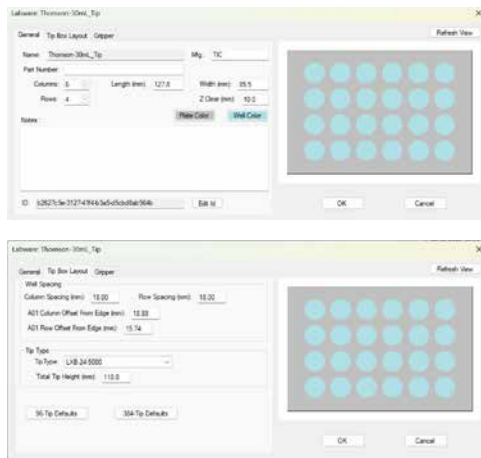 Labware: Thomson-30mL_Tip
General Tip Box Layout Gripper
Refresh View
Name: Thomson-30mL_Tip Mfg.: TIC
Part Number:
Columns: 6 Length (mm): 127.8 Width (mm): 85.5
Rows: 4 Z Clear (mm): 10.0
Plate Color Well Color
Notes :
ID: Edit Id
OK Cancel
Labware: Thomson-30mL_Tip
General Tip Box Layout Gripper
Refresh View
Well Spacing
Column Spacing (mm): 18.00 Row Spacing (mm): 18.00
A01 Column Offset From Edge (mm): 18.88
A01 Row Offset From Edge (mm): 15.74
Tip Type
Tip Type: LXB-24-5000
Total Tip Height (mm): 110.0
96-Tip Defaults 384-Tip Defaults
OK Cancel